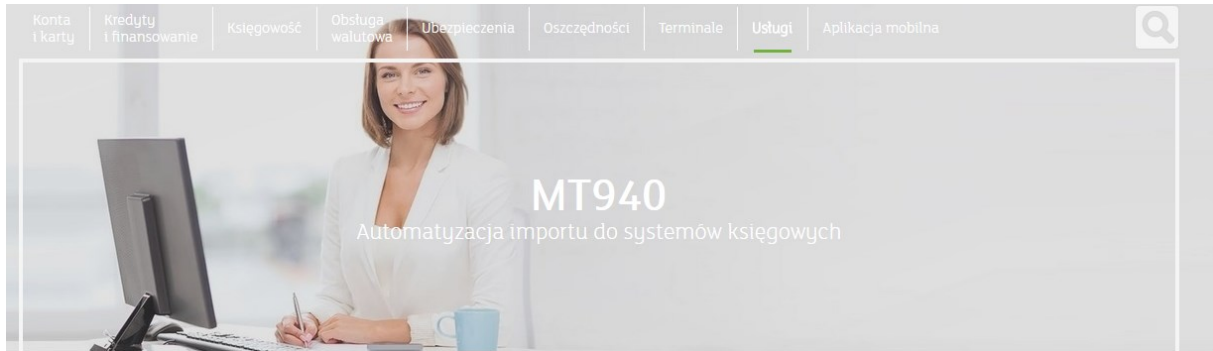 Konta
i karty
Kredyty
i finansowanie
Księgowość
Obsługa
walutowa
Ubezpieczenia
Oszczędności
Terminale
Usługi
Aplikacja mobilna
MT940
Automatyzacja importu do systemów księgowych